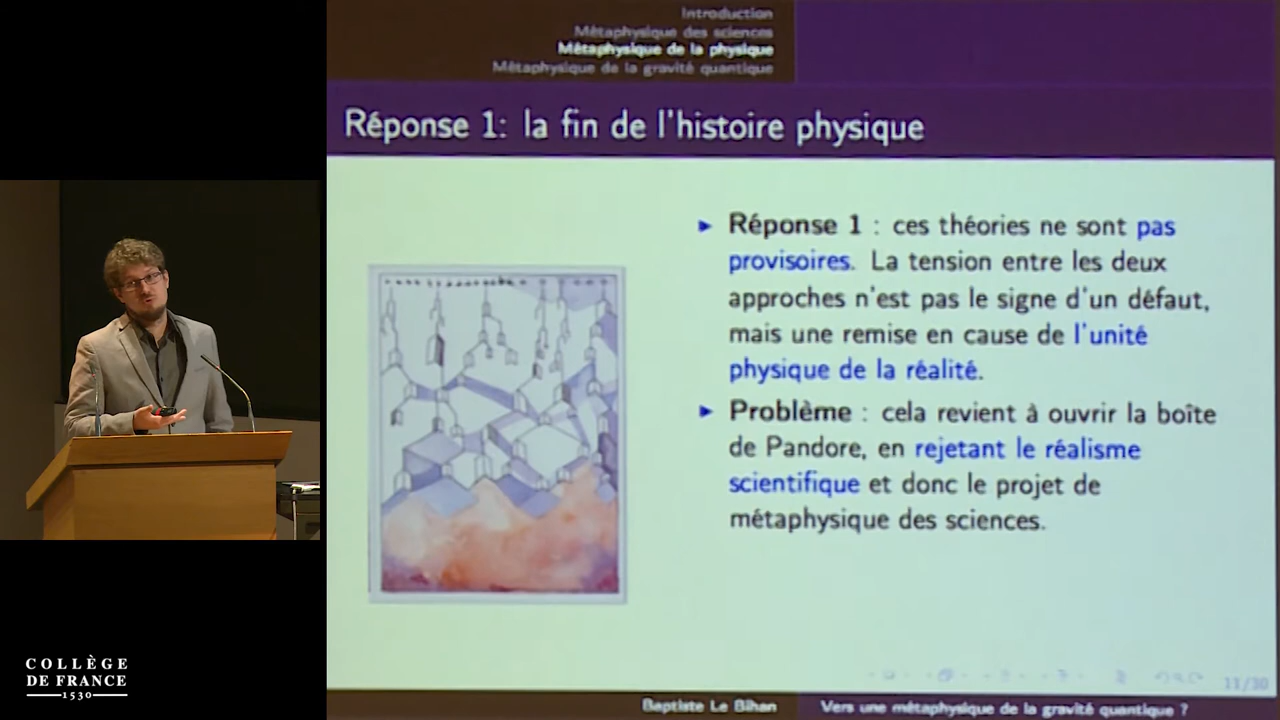 Introduction
Métaphysique des sciences
Métaphysique de la physique
Métaphysique de la gravité quantique
Réponse 1: la fin de l'histoire physique
► Réponse 1 : ces théories ne sont pas
provisoires. La tension entre les deux
approches n'est pas le signe d'un défaut,
mais une remise en cause de l'unité
physique de la réalité.
► Problème : cela revient à ouvrir la boîte
de Pandore, en rejetant le réalisme
scientifique et donc le projet de
métaphysique des sciences.
11/30
Baptiste Le Bihan
Vers une métaphysique de la gravité quantique ?
COLLÈGE
DE FRANCE
1530